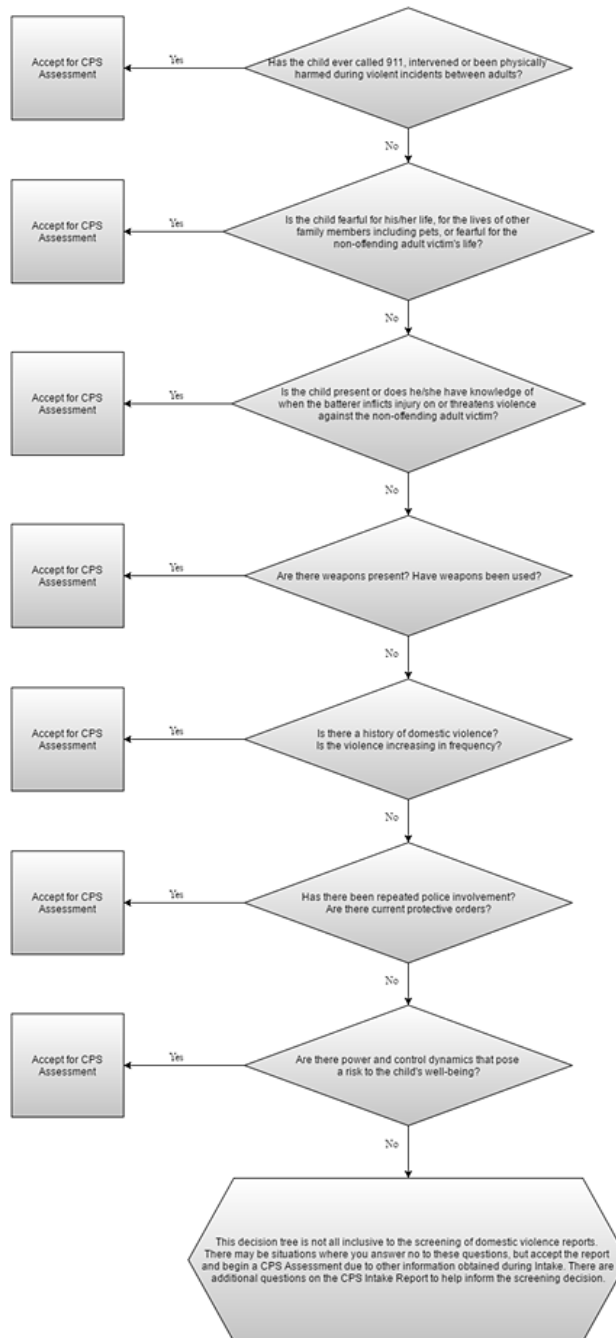 Accept for CPS
Assessment
Yes
Has the child ever called 911, intervened or been physically
harmed during violent incidents between adults?
No
Accept for CPS
Assessment
Yes
Is the child fearful for his/her life, for the lives of other
family members including pets, or fearful for the
non-offending adult victim's life?
No
Accept for CPS
Assessment
Yes
Is the child present or does he/she have knowledge of
when the batterer inflicts injury on or threatens violence
against the non-offending adult victim?
No
Accept for CPS
Assessment
Yes
Are there weapons present? Have weapons been used?
No
Accept for CPS
Assessment
Yes
Is there a history of domestic violence?
Is the violence increasing in frequency?
No
Accept for CPS
Assessment
Yes
Has there been repeated police involvement?
Are there current protective orders?
No
Accept for CPS
Assessment
Yes
Are there power and control dynamics that pose
a risk to the child's well-being?
No
This decision tree is not all inclusive to the screening of domestic violence reports.
There may be situations where you answer no to these questions, but accept the report
and begin a CPS Assessment due to other information obtained during Intake. There are
additional questions on the CPS Intake Report to help inform the screening decision.